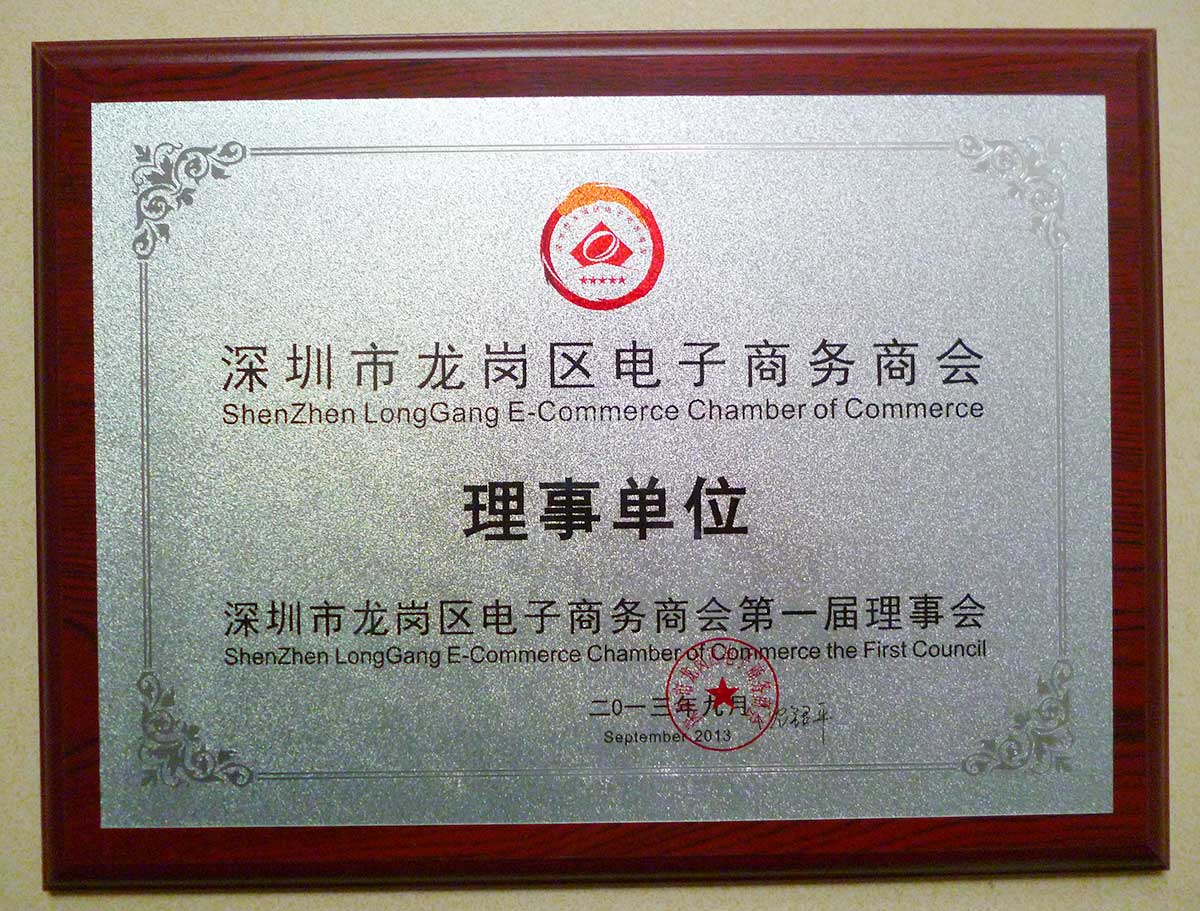 深圳市龙岗区电子商务商会
ShenZhen LongGang E-Commerce Chamber of Commerce
理事单位
深圳市龙岗区电子商务商会第一届理事会
ShenZhen LongGang E-Commerce Chamber of Commerce the First Council
二0一三年九月
September 2013